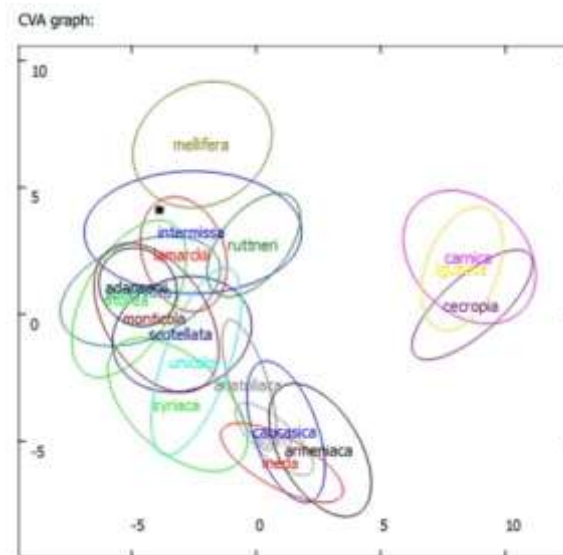 CVA graph:
10
mellifera
5
intermissa
ruttneri
lamarckii
carnica
ligustica
adansonii
cecropia
0
monticola
scutellata
unicolor
anatoliaca
syriaca
caucasica
-5
armeniaca
meda
-5
0
5
10